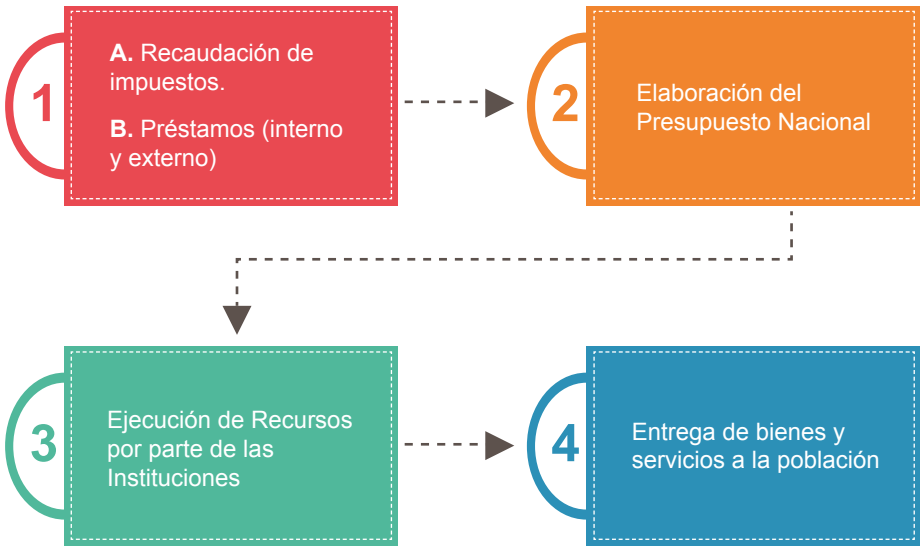 1
A. Recaudación de
impuestos.
B. Préstamos (interno
y externo)
2
Elaboración del
Presupuesto Nacional
3
Ejecución de Recursos
por parte de las
Instituciones
4
Entrega de bienes y
servicios a la población